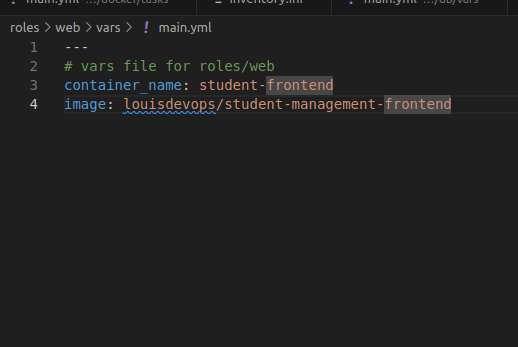 main.yml .../docker/tasks inventory.ini main.yml .../db/vars
roles > web > vars > ! main.yml
1 ---
2 # vars file for roles/web
3 container_name: student-frontend
4 image: louisdevops/student-management-frontend